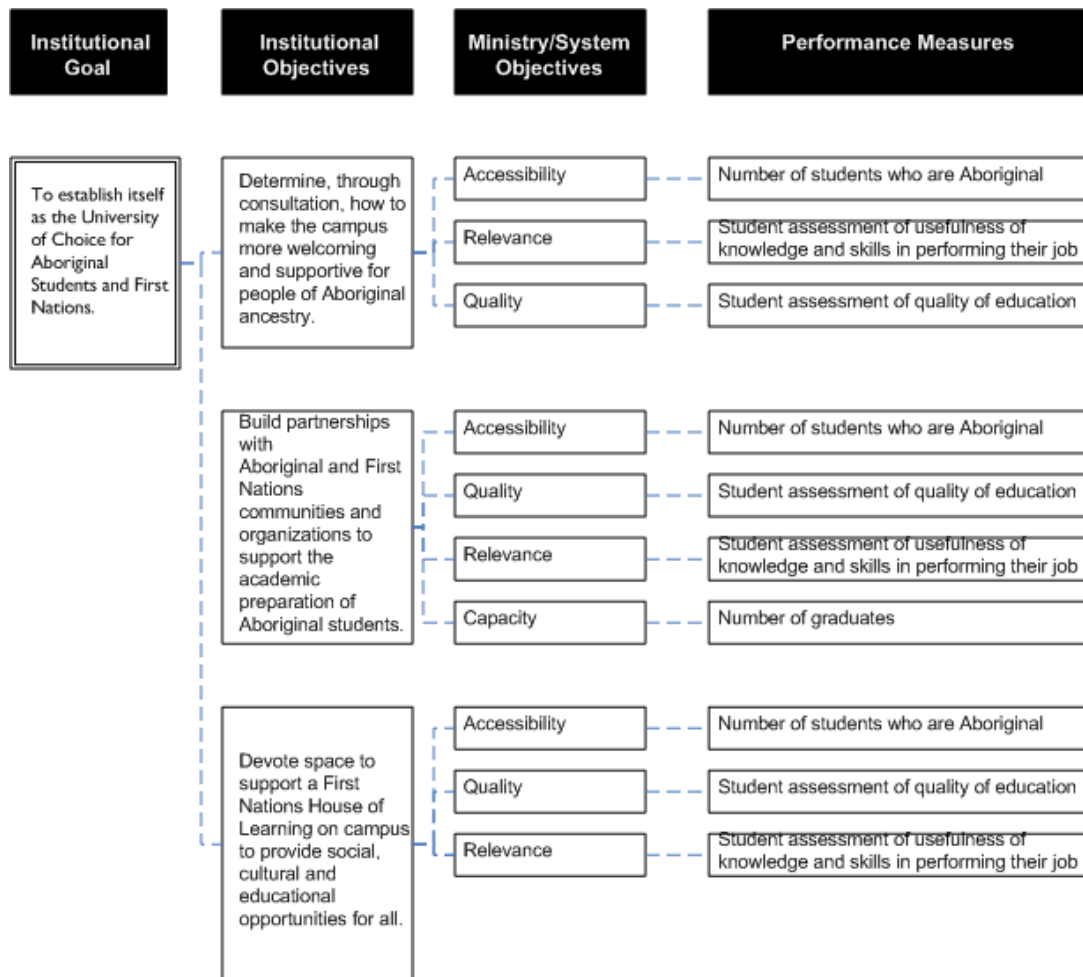 Institutional
Goal
Institutional
Objectives
Ministry/System
Objectives
Performance Measures
To establish itself
as the University
of Choice for
Aboriginal
Students and First
Nations.
Determine, through
consultation, how to
make the campus
more welcoming
and supportive for
people of Aboriginal
ancestry.
Accessibility
Number of students who are Aboriginal
Relevance
Student assessment of usefulness of
knowledge and skills in performing their job
Quality
Student assessment of quality of education
Build partnerships
with
Aboriginal and First
Nations
communities and
organizations to
support the
academic
preparation of
Aboriginal students.
Accessibility
Number of students who are Aboriginal
Quality
Student assessment of quality of education
Relevance
Student assessment of usefulness of
knowledge and skills in performing their job
Capacity
Number of graduates
Devote space to
support a First
Nations House of
Learning on campus
to provide social,
cultural and
educational
opportunities for all.
Accessibility
Number of students who are Aboriginal
Quality
Student assessment of quality of education
Relevance
Student assessment of usefulness of
knowledge and skills in performing their job